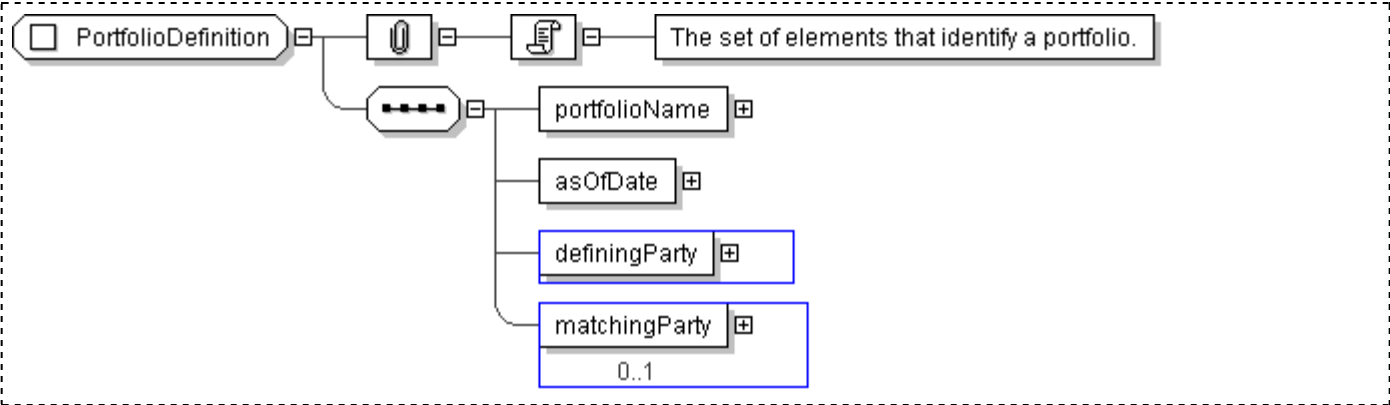 PortfolioDefinition
The set of elements that identify a portfolio.
portfolioName
asOfDate
definingParty
matchingParty
0..1